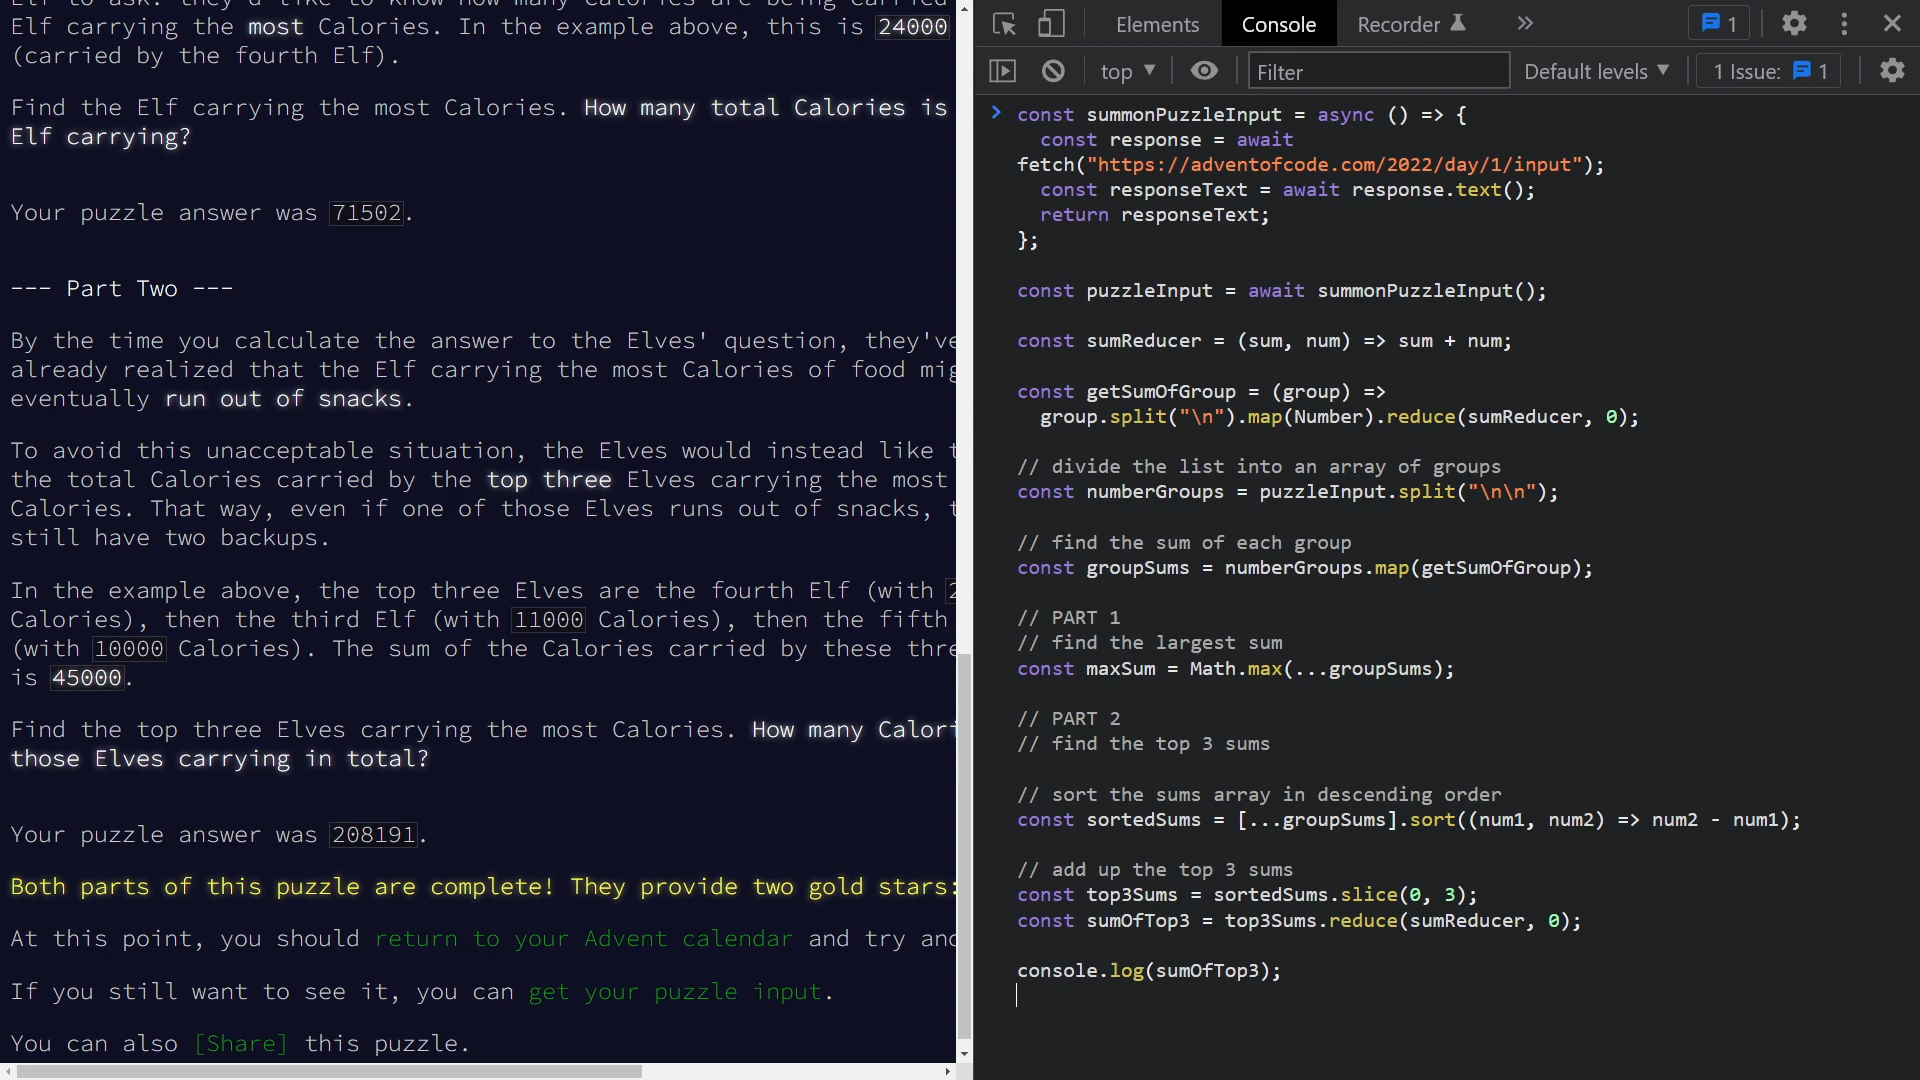 Elf carrying the most Calories. In the example above, this is 24000
(carried by the fourth Elf).
Find the Elf carrying the most Calories. How many total Calories is
Elf carrying?
Your puzzle answer was 71502.
--- Part Two ---
By the time you calculate the answer to the Elves' question, they've
already realized that the Elf carrying the most Calories of food mig
eventually run out of snacks.
To avoid this unacceptable situation, the Elves would instead like t
the total Calories carried by the top three Elves carrying the most
Calories. That way, even if one of those Elves runs out of snacks, t
still have two backups.
In the example above, the top three Elves are the fourth Elf (with 2
Calories), then the third Elf (with 11000 Calories), then the fifth
(with 10000 Calories). The sum of the Calories carried by these thre
is 45000.
Find the top three Elves carrying the most Calories. How many Calori
those Elves carrying in total?
Your puzzle answer was 208191.
Both parts of this puzzle are complete! They provide two gold stars:
At this point, you should return to your Advent calendar and try ano
If you still want to see it, you can get your puzzle input.
You can also [Share] this puzzle.
Elements Console Recorder 1
top Filter Default levels 1 Issue: 1
const summonPuzzleInput = async () => {
const response = await
fetch("https://adventofcode.com/2022/day/1/input");
const responseText = await response.text();
return responseText;
};
const puzzleInput = await summonPuzzleInput();
const sumReducer = (sum, num) => sum + num;
const getSumOfGroup = (group) =>
group.split("\n").map(Number).reduce(sumReducer, 0);
// divide the list into an array of groups
const numberGroups = puzzleInput.split("\n\n");
// find the sum of each group
const groupSums = numberGroups.map(getSumOfGroup);
// PART 1
// find the largest sum
const maxSum = Math.max(...groupSums);
// PART 2
// find the top 3 sums
// sort the sums array in descending order
const sortedSums = [...groupSums].sort((num1, num2) => num2 - num1);
// add up the top 3 sums
const top3Sums = sortedSums.slice(0, 3);
const sumOfTop3 = top3Sums.reduce(sumReducer, 0);
console.log(sumOfTop3);